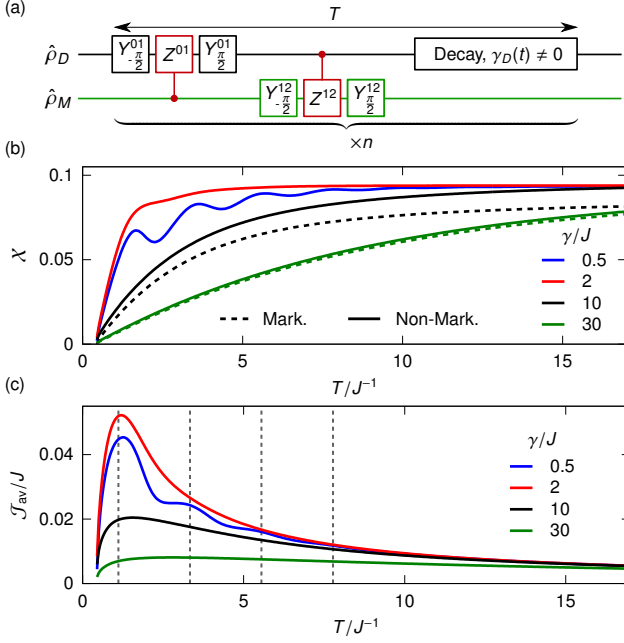 (a)
T
ρ̂_D
Y^{01}_{-π/2}
Z^{01}
Y^{01}_{π/2}
Decay, γ_D(t) ≠ 0
ρ̂_M
Y^{12}_{-π/2}
Z^{12}
Y^{12}_{π/2}
×n
(b)
0.1
0.05
0
χ
γ/J
0.5
2
10
30
Mark.
Non-Mark.
0 5 10 15
T/J^{-1}
(c)
0.04
0.02
0
𝒥_av/J
γ/J
0.5
2
10
30
0 5 10 15
T/J^{-1}